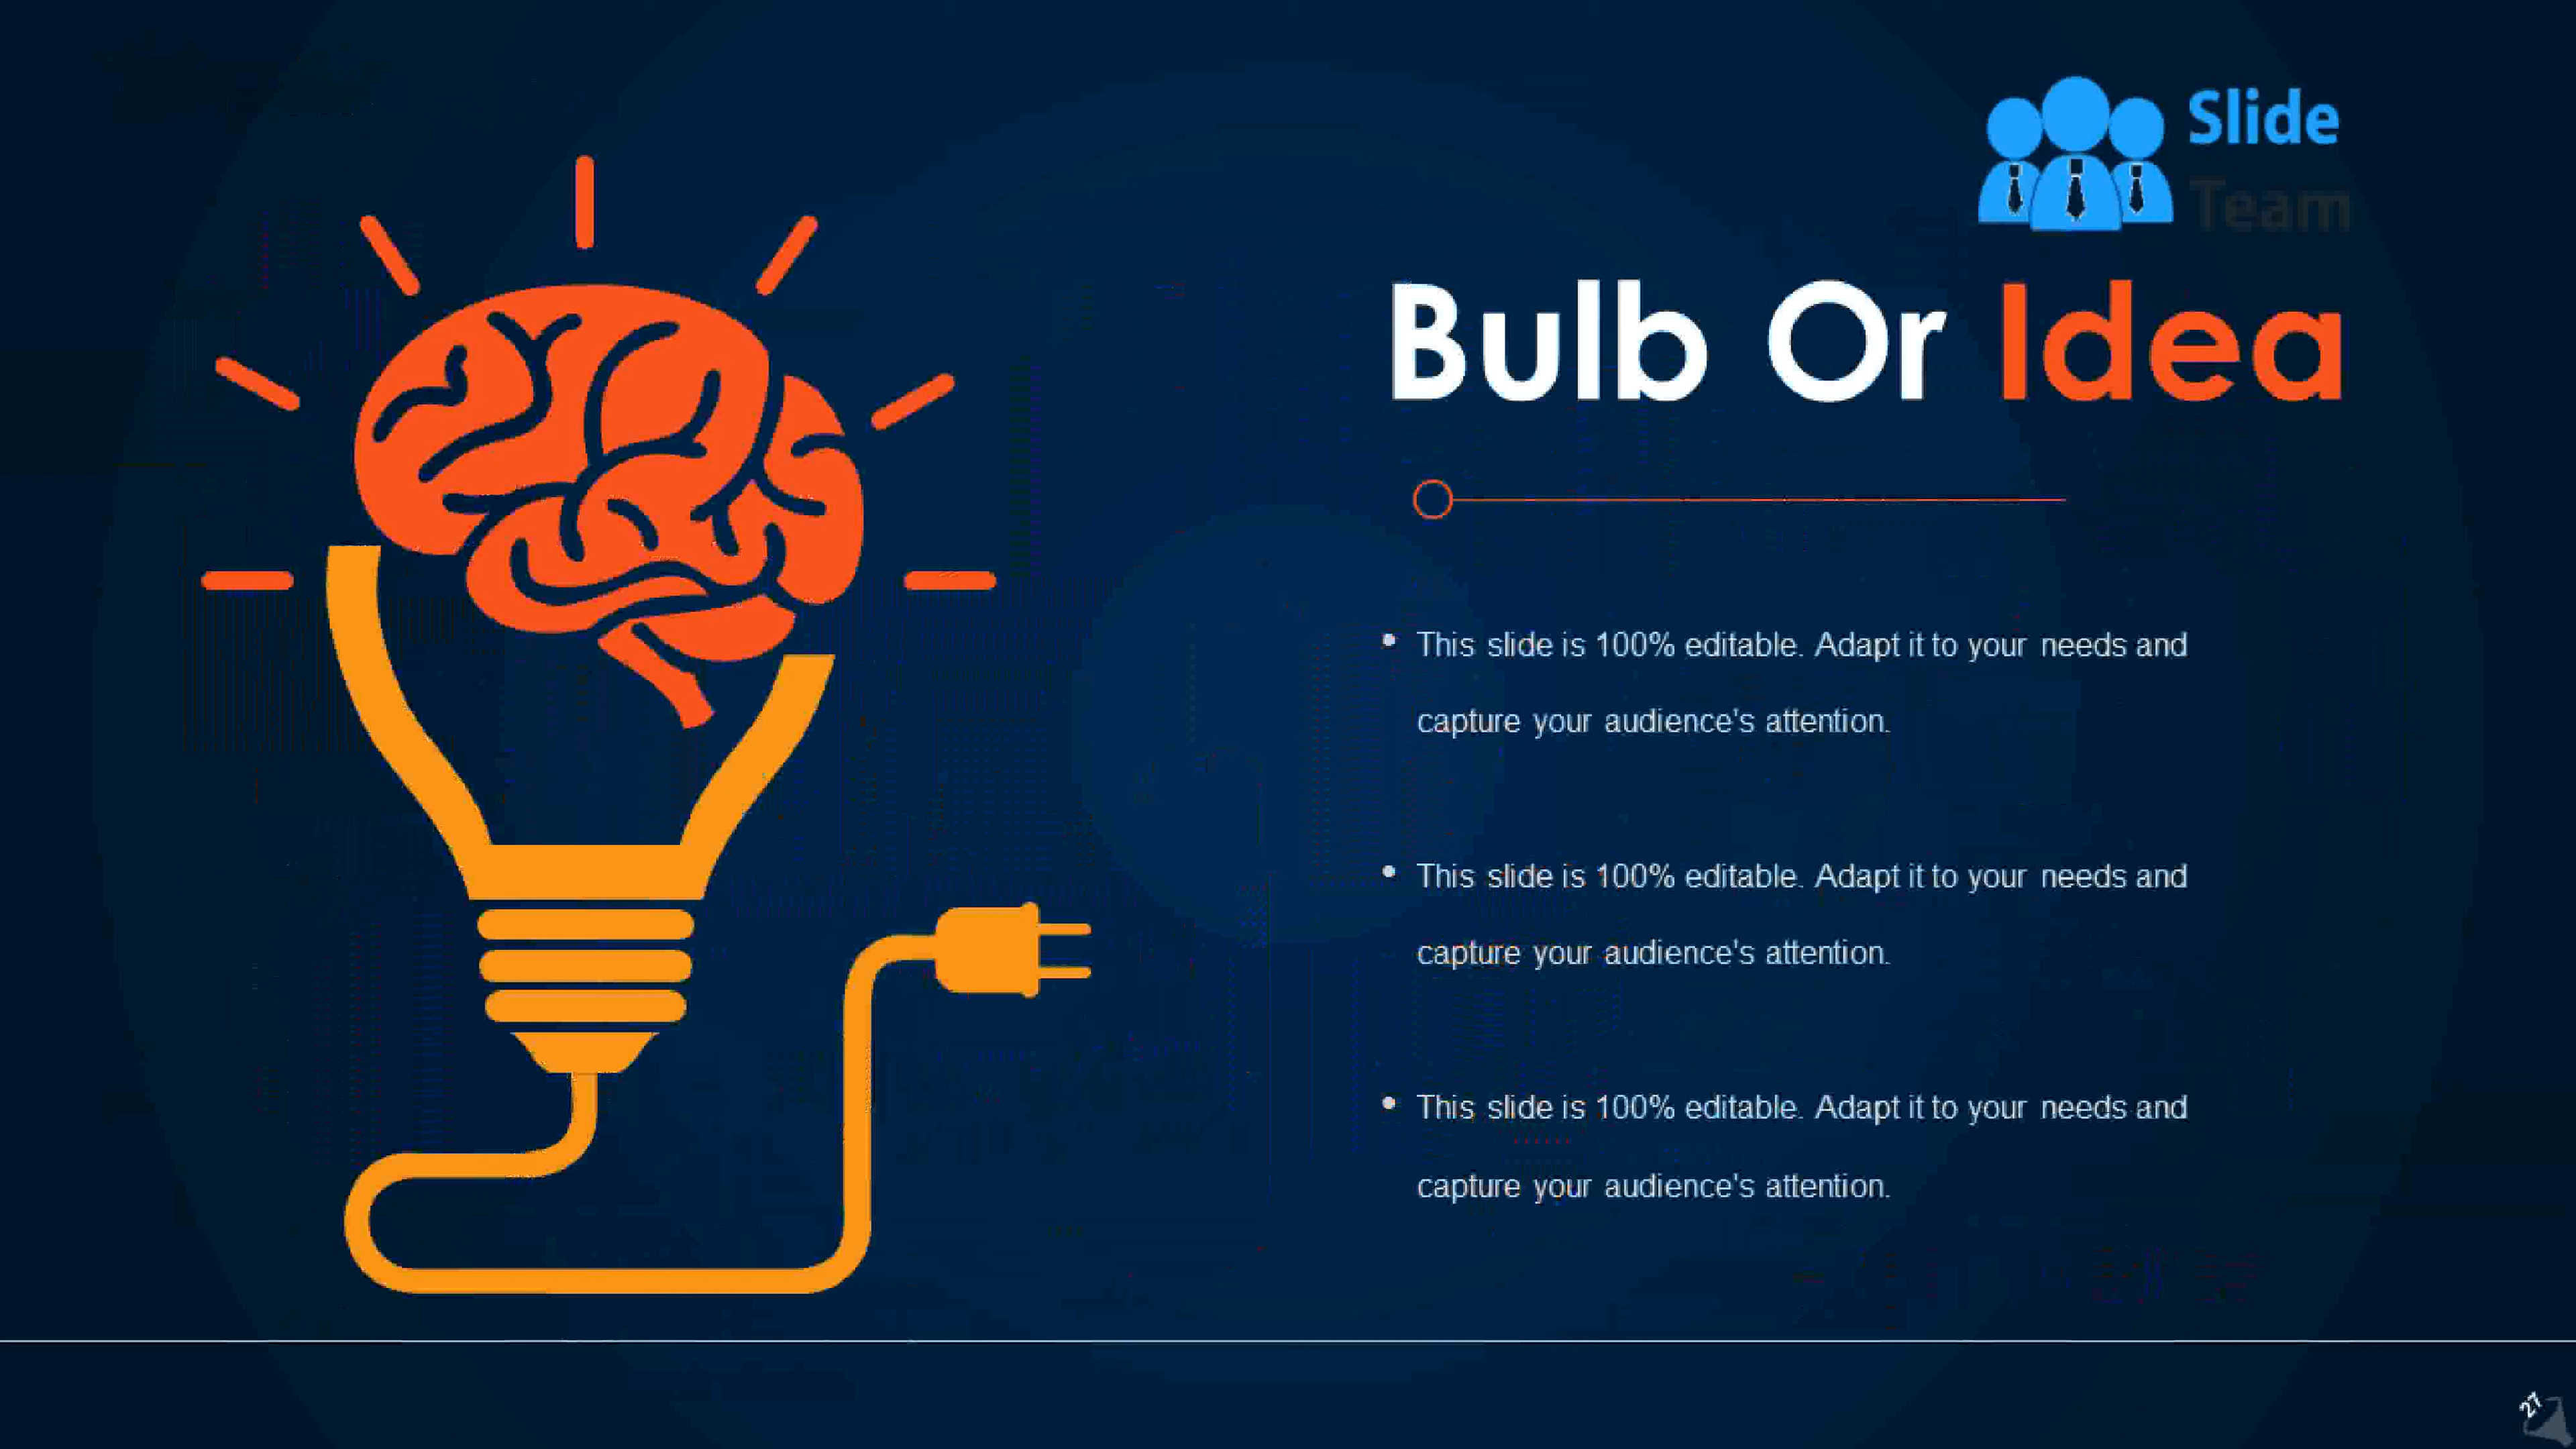 Slide
Team
Bulb Or Idea
• This slide is 100% editable. Adapt it to your needs and
capture your audience's attention.
• This slide is 100% editable. Adapt it to your needs and
capture your audience's attention.
• This slide is 100% editable. Adapt it to your needs and
capture your audience's attention.
27